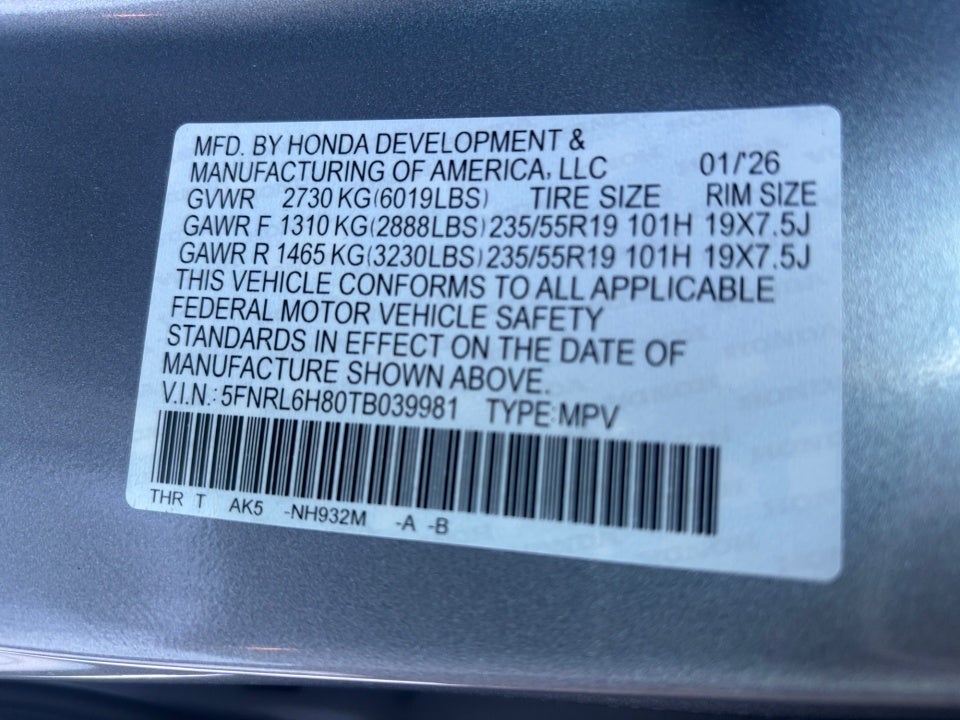 MFD. BY HONDA DEVELOPMENT &
MANUFACTURING OF AMERICA, LLC 01/'26
GVWR 2730 KG(6019LBS) TIRE SIZE RIM SIZE
GAWR F 1310 KG(2888LBS) 235/55R19 101H 19X7.5J
GAWR R 1465 KG(3230LBS) 235/55R19 101H 19X7.5J
THIS VEHICLE CONFORMS TO ALL APPLICABLE
FEDERAL MOTOR VEHICLE SAFETY
STANDARDS IN EFFECT ON THE DATE OF
MANUFACTURE SHOWN ABOVE.
V.I.N.: 5FNRL6H80TB039981 TYPE:MPV
THR T AK5 -NH932M -A -B